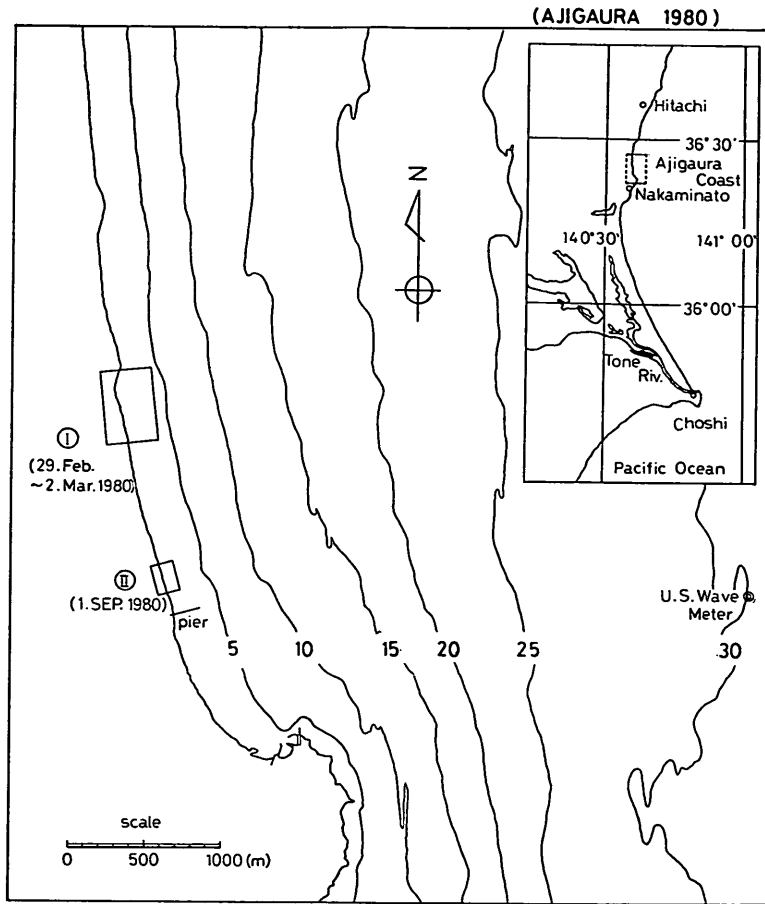 (AJIGAURA 1980)
Hitachi
36°30'
Ajigaura
Coast
Nakaminato
140°30'
141°00'
36°00'
Tone
Riv.
Choshi
Pacific Ocean
N
Ⅰ
(29. Feb.
~2. Mar. 1980)
Ⅱ
(1. SEP. 1980)
pier
U.S. Wave
Meter
5
10
15
20
25
30
scale
0 500 1000 (m)